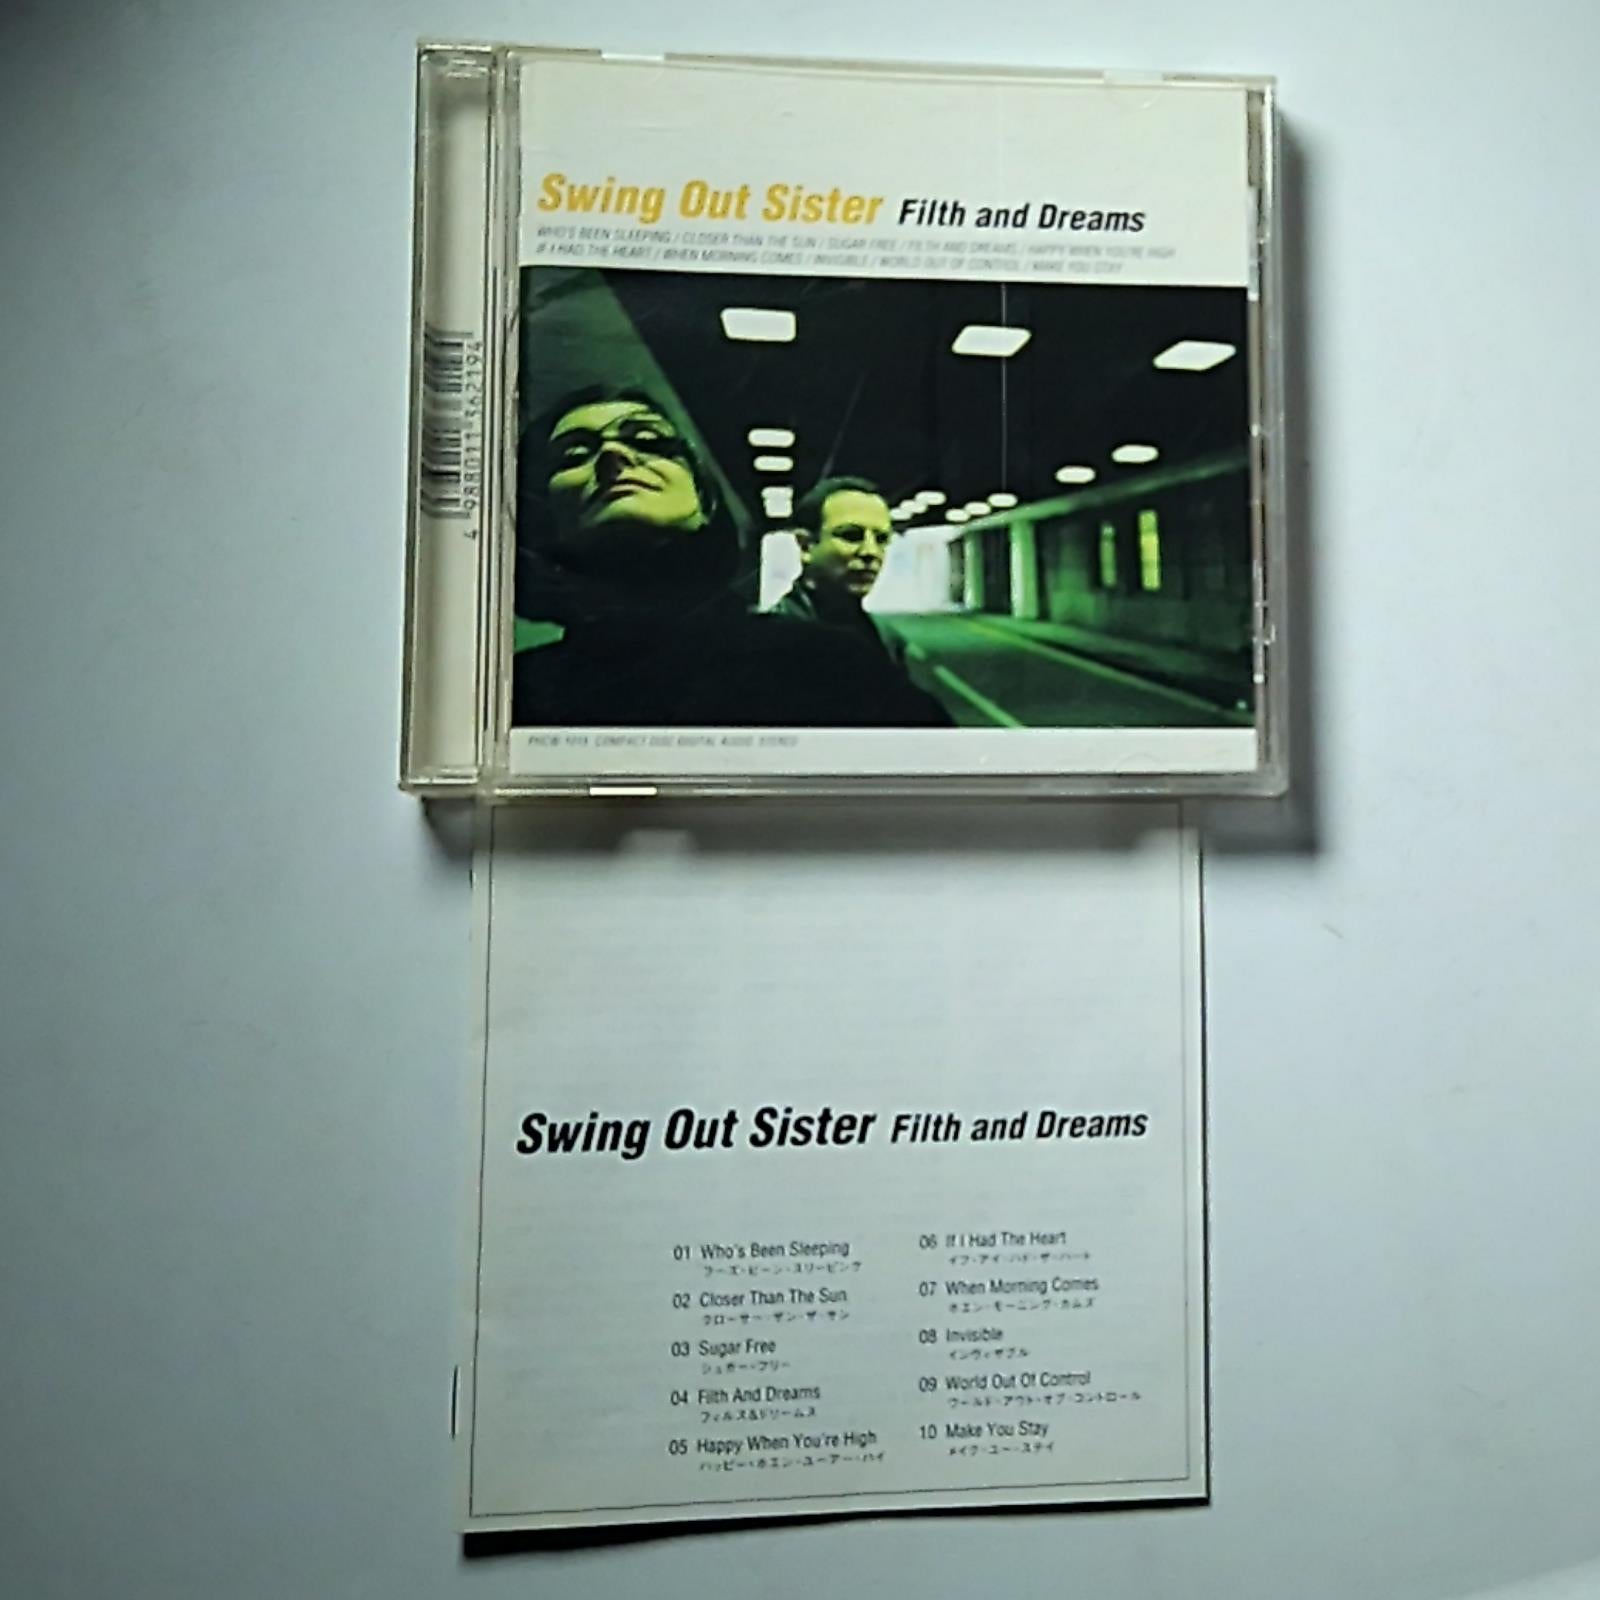 Swing Out Sister Filth and Dreams
WHO'S BEEN SLEEPING / CLOSER THAN THE SUN / SUGAR FREE / FILTH AND DREAMS / HAPPY WHEN YOU'RE HIGH
IF I HAD THE HEART / WHEN MORNING COMES / INVISIBLE / WORLD OUT OF CONTROL / MAKE YOU STAY
4 988011 362194
COMPACT DISC DIGITAL AUDIO STEREO
Swing Out Sister Filth and Dreams
01 Who's Been Sleeping
フーズ・ビーン・スリーピング
02 Closer Than The Sun
クローサー・ザン・ザ・サン
03 Sugar Free
シュガー・フリー
04 Filth And Dreams
フィルス&ドリームス
05 Happy When You're High
ハッピー・ホエン・ユーアー・ハイ
06 If I Had The Heart
イフ・アイ・ハド・ザ・ハート
07 When Morning Comes
ホエン・モーニング・カムズ
08 Invisible
インヴィザブル
09 World Out Of Control
ワールド・アウト・オブ・コントロール
10 Make You Stay
メイク・ユー・ステイ